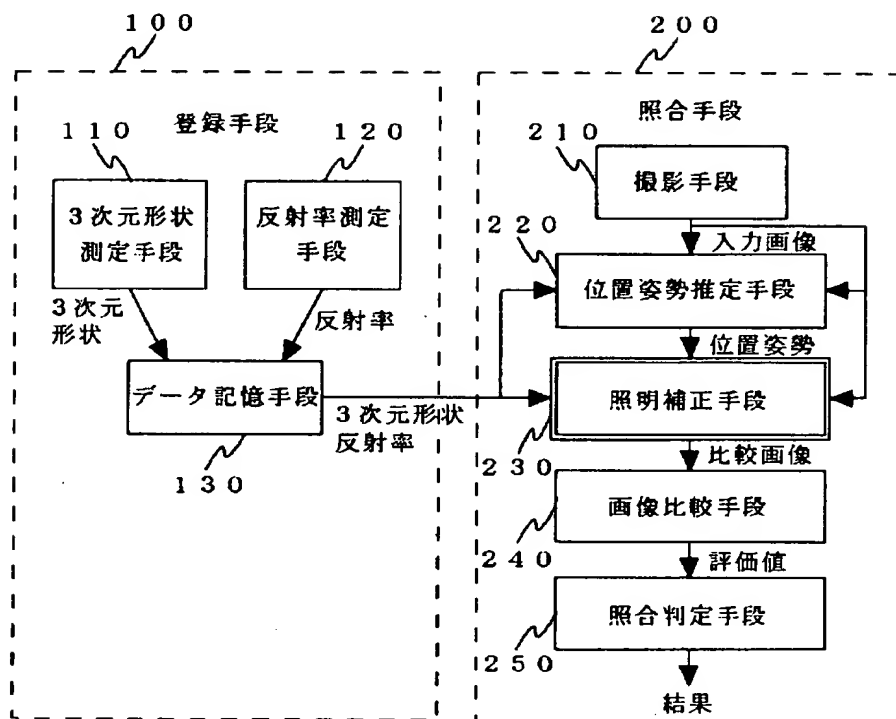 100
登録手段
110
120
3次元形状
測定手段
反射率測定
手段
3次元
形状
反射率
データ記憶手段
130
3次元形状
反射率
200
照合手段
210
撮影手段
入力画像
220
位置姿勢推定手段
位置姿勢
照明補正手段
230
比較画像
画像比較手段
240
評価値
照合判定手段
250
結果